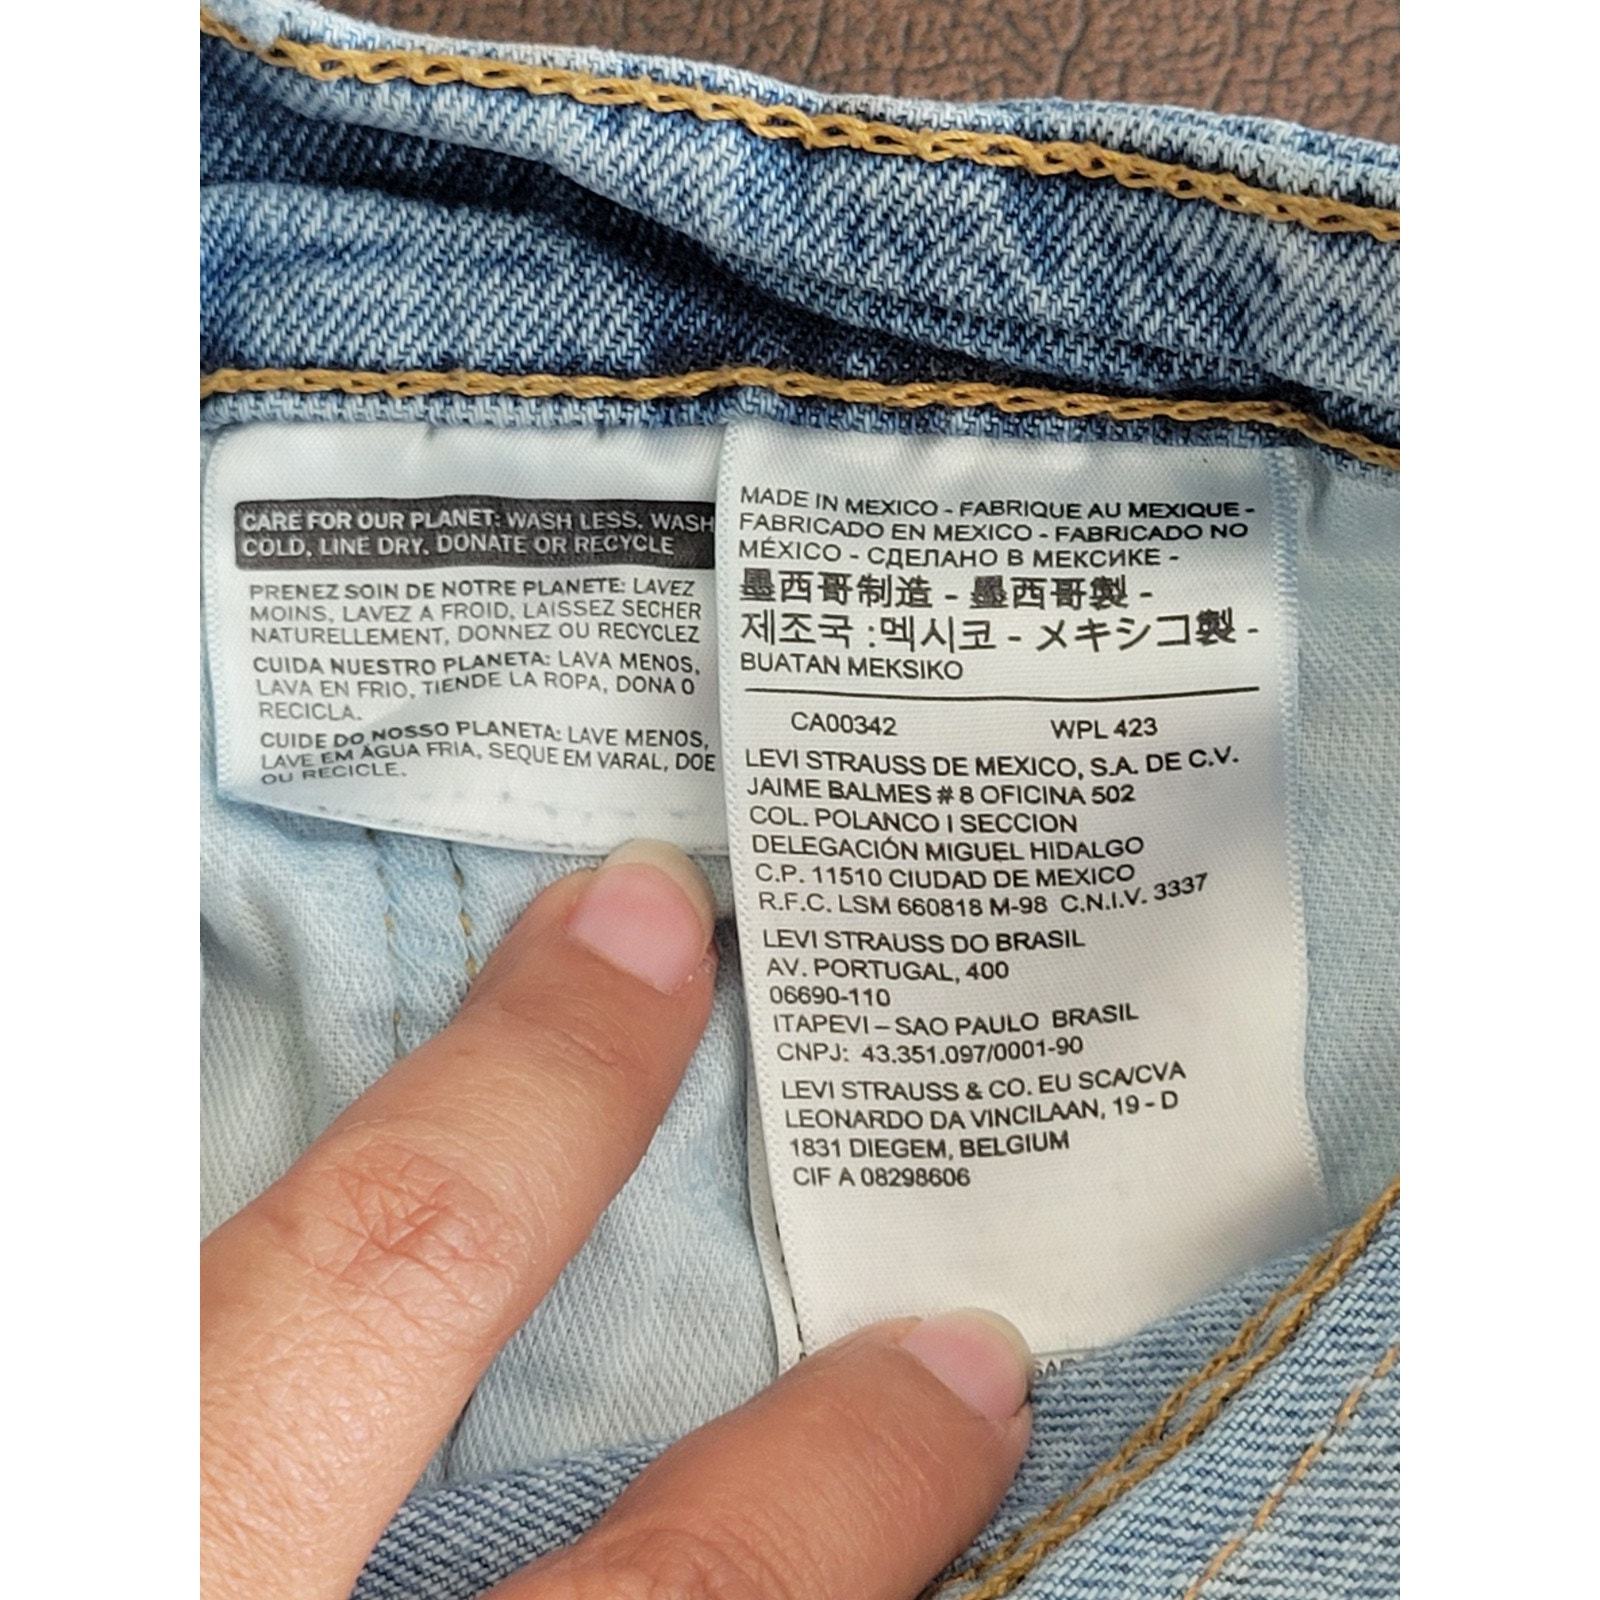 CARE FOR OUR PLANET: WASH LESS, WASH
COLD, LINE DRY, DONATE OR RECYCLE
PRENEZ SOIN DE NOTRE PLANETE: LAVEZ
MOINS, LAVEZ A FROID, LAISSEZ SECHER
NATURELLEMENT, DONNEZ OU RECYCLEZ
CUIDA NUESTRO PLANETA: LAVA MENOS,
LAVA EN FRIO, TIENDE LA ROPA, DONA O
RECICLA.
CUIDE DO NOSSO PLANETA: LAVE MENOS,
LAVE EM ÁGUA FRIA, SEQUE EM VARAL, DOE
OU RECICLE.
MADE IN MEXICO - FABRIQUE AU MEXIQUE -
FABRICADO EN MEXICO - FABRICADO NO
MÉXICO - СДЕЛАНО В МЕКСИКЕ -
墨西哥制造 - 墨西哥製 -
제조국 :멕시코 - メキシコ製 -
BUATAN MEKSIKO
CA00342 WPL 423
LEVI STRAUSS DE MEXICO, S.A. DE C.V.
JAIME BALMES # 8 OFICINA 502
COL. POLANCO I SECCION
DELEGACIÓN MIGUEL HIDALGO
C.P. 11510 CIUDAD DE MEXICO
R.F.C. LSM 660818 M-98 C.N.I.V. 3337
LEVI STRAUSS DO BRASIL
AV. PORTUGAL, 400
06690-110
ITAPEVI – SAO PAULO BRASIL
CNPJ: 43.351.097/0001-90
LEVI STRAUSS & CO. EU SCA/CVA
LEONARDO DA VINCILAAN, 19 - D
1831 DIEGEM, BELGIUM
CIF A 08298606